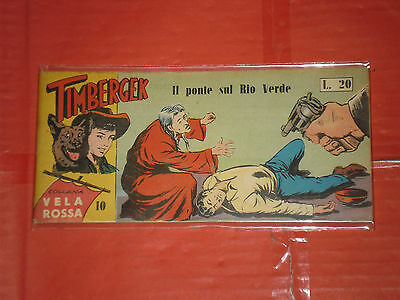 TIMBERGEK
Il ponte sul Rio Verde
L. 20
COLLANA
VELA
ROSSA
10